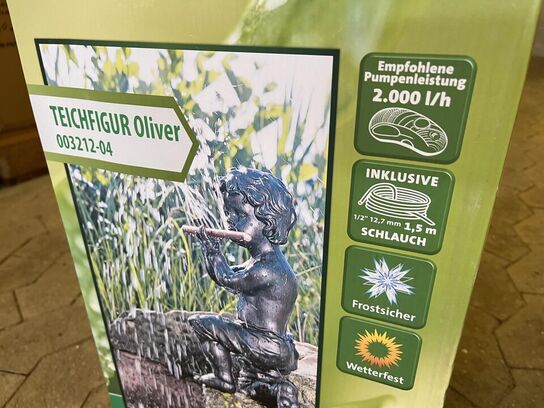 TEICHFIGUR Oliver
003212-04
Empfohlene
Pumpenleistung
2.000 l/h
INKLUSIVE
1/2" 12,7 mm 1,5 m
SCHLAUCH
Frostsicher
Wetterfest